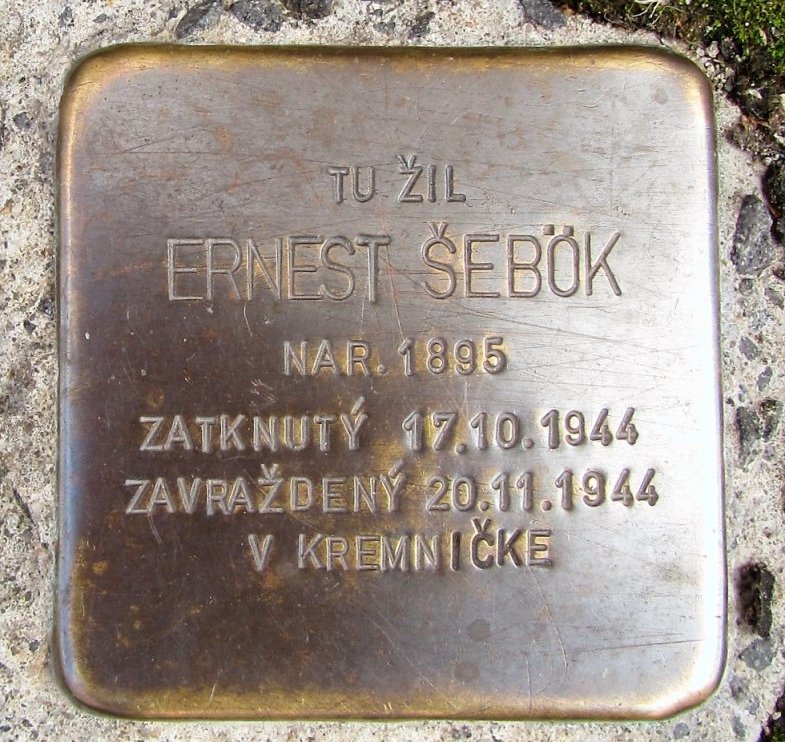 TU ŽIL
ERNEST ŠEBÖK
NAR. 1895
ZATKNUTÝ 17.10.1944
ZAVRAŽDENÝ 20.11.1944
V KREMNIČKE